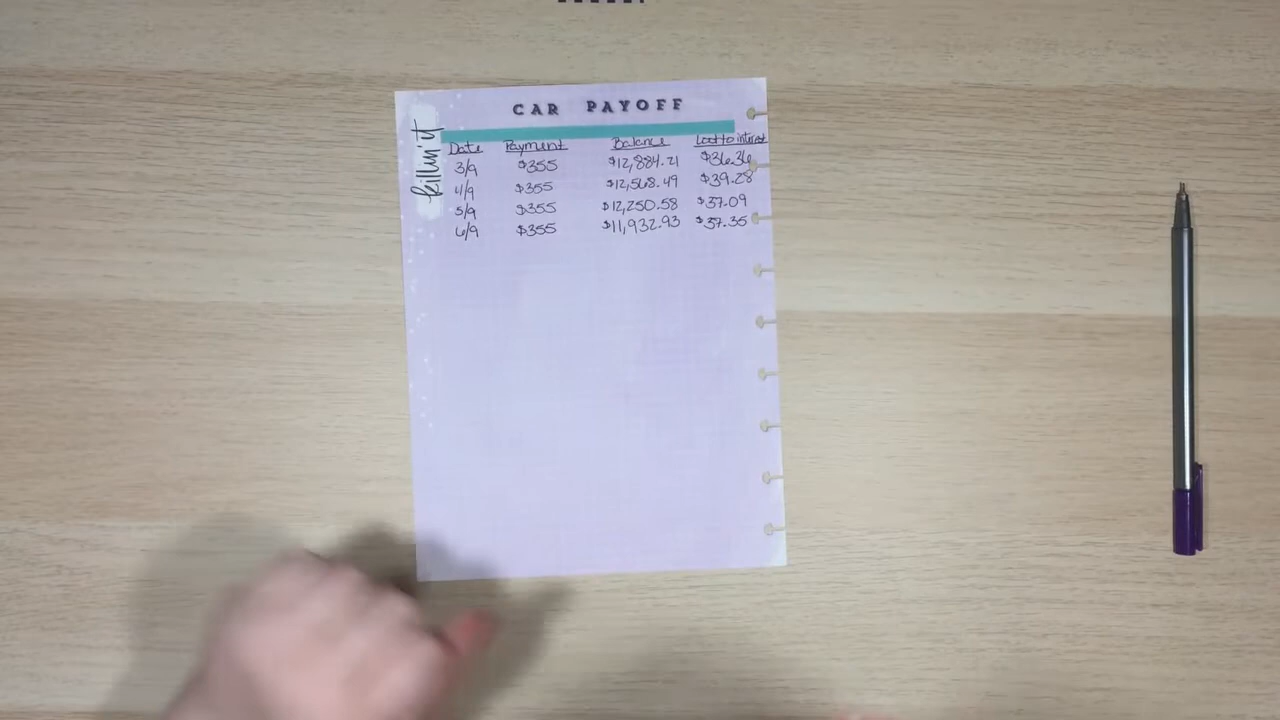 CAR PAYOFF
killin' it
Date Payment Balance Lost to interest
3/9 $355 $12,884.21 $36.36
4/9 $355 $12,568.49 $39.28
5/9 $355 $12,250.58 $37.09
6/9 $355 $11,932.93 $37.35